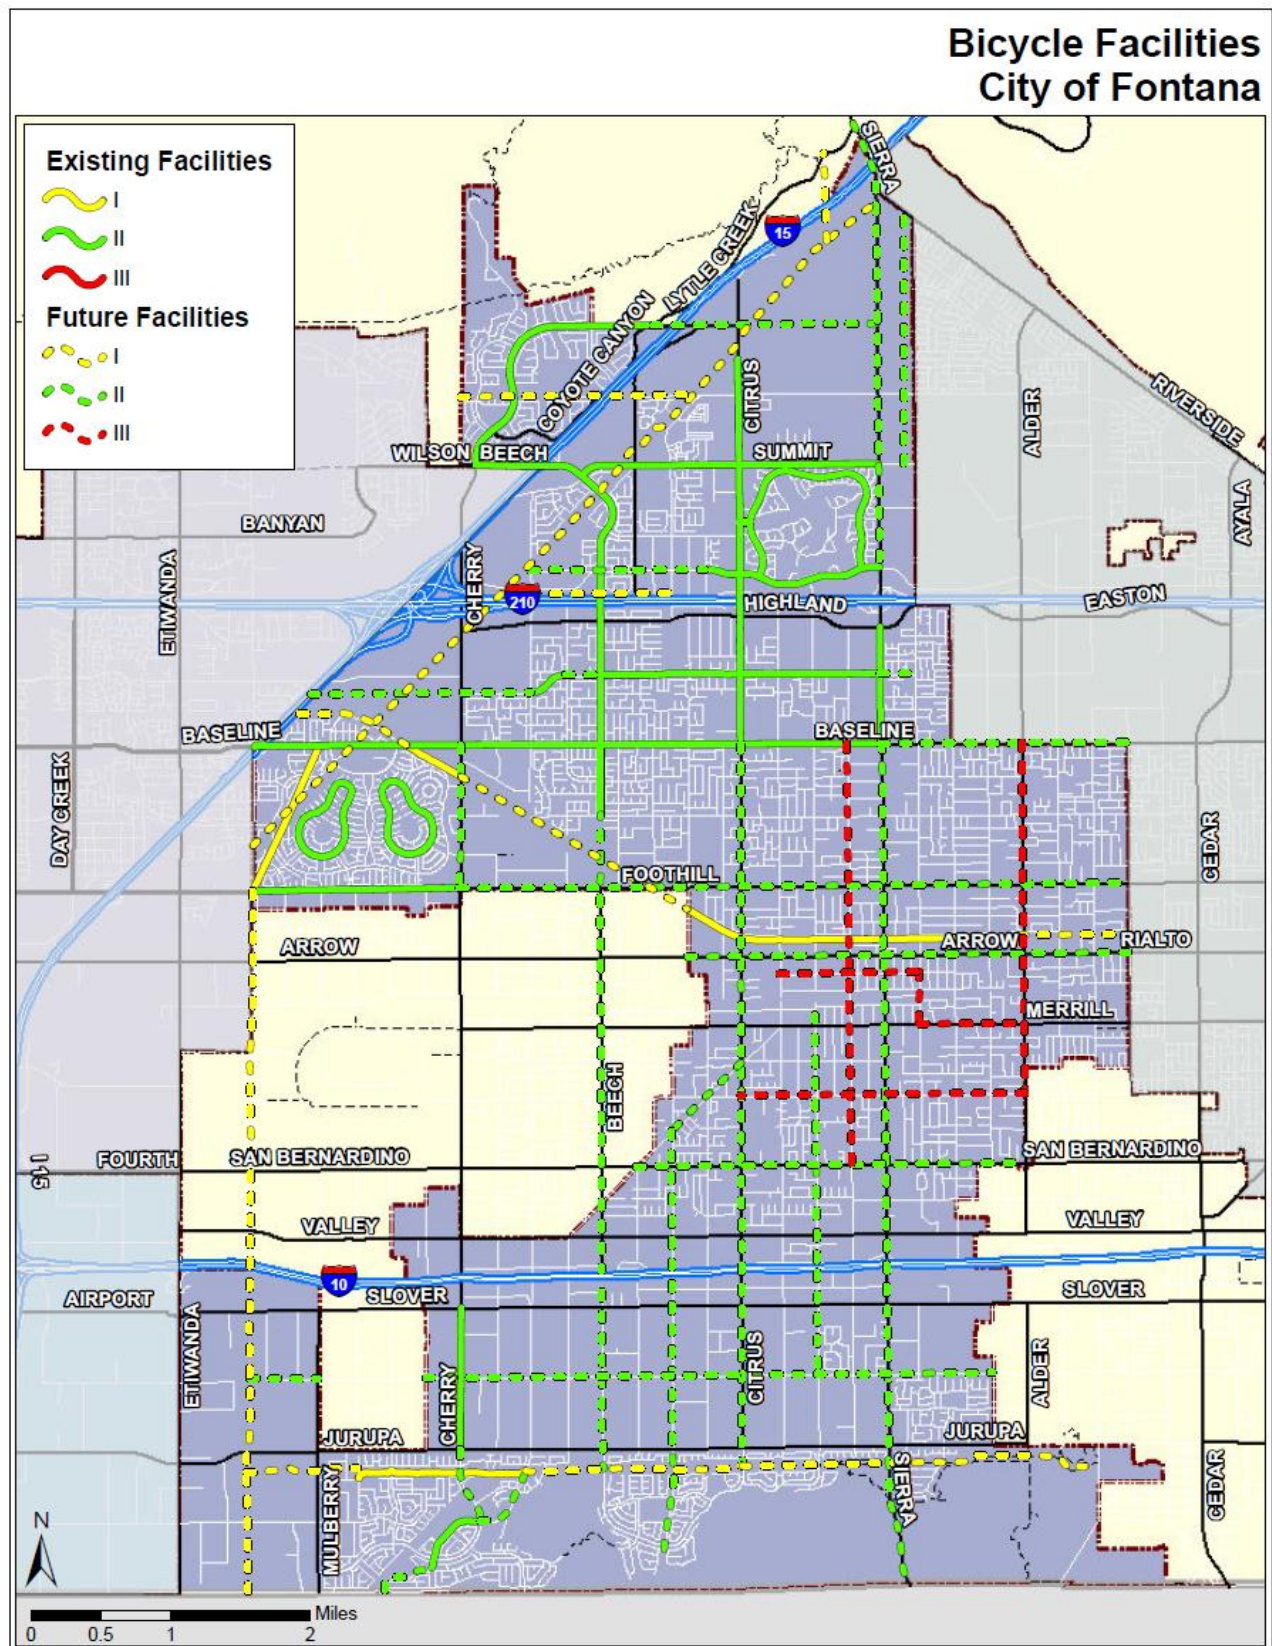 Bicycle Facilities
City of Fontana
Existing Facilities
I
II
III
Future Facilities
I
II
III
SIERRA
15
LYTLE CREEK
COYOTE CANYON
CITRUS
ALDER
RIVERSIDE
WILSON
BEECH
SUMMIT
BANYAN
AYALA
ETIWANDA
CHERRY
210
HIGHLAND
EASTON
BASELINE
BASELINE
DAY CREEK
CEDAR
FOOTHILL
ARROW
ARROW
RIALTO
MERRILL
BEECH
I 15
FOURTH
SAN BERNARDINO
SAN BERNARDINO
VALLEY
VALLEY
10
AIRPORT
SLOVER
SLOVER
ETIWANDA
CHERRY
CITRUS
ALDER
JURUPA
JURUPA
MULBERRY
SIERRA
CEDAR
N
Miles
0 0.5 1 2